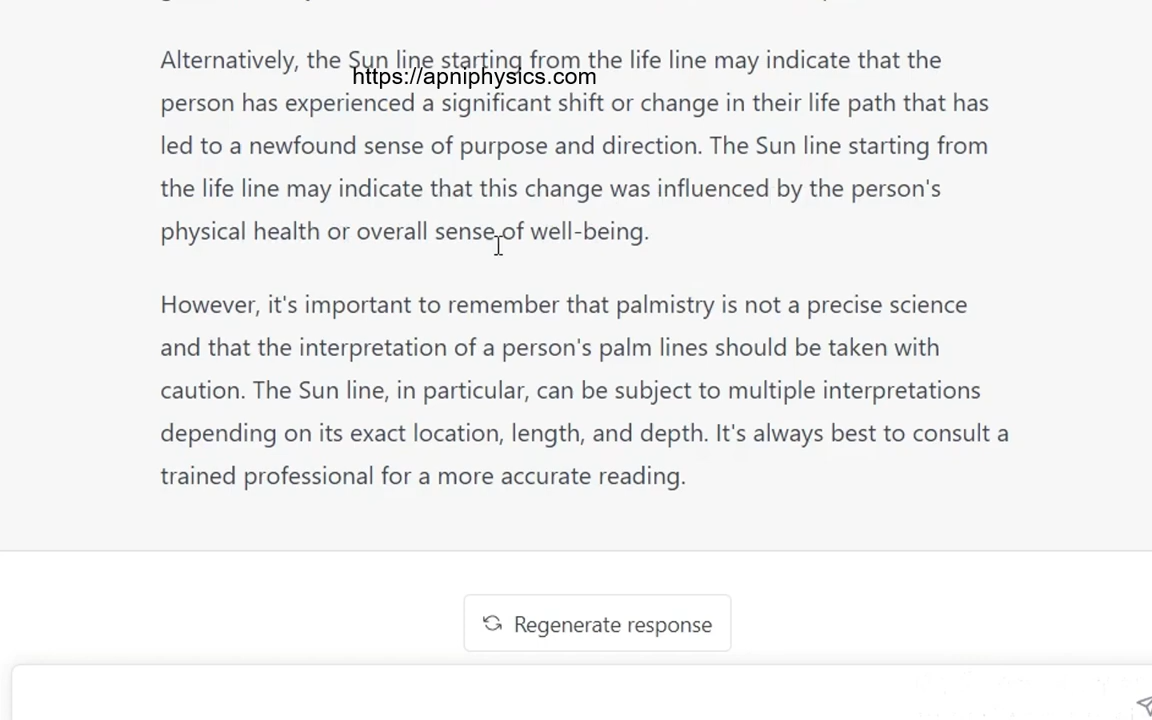 Alternatively, the Sun line starting from the life line may indicate that the
https://apniphysics.com
person has experienced a significant shift or change in their life path that has
led to a newfound sense of purpose and direction. The Sun line starting from
the life line may indicate that this change was influenced by the person's
physical health or overall sense of well-being.
However, it's important to remember that palmistry is not a precise science
and that the interpretation of a person's palm lines should be taken with
caution. The Sun line, in particular, can be subject to multiple interpretations
depending on its exact location, length, and depth. It's always best to consult a
trained professional for a more accurate reading.
Regenerate response